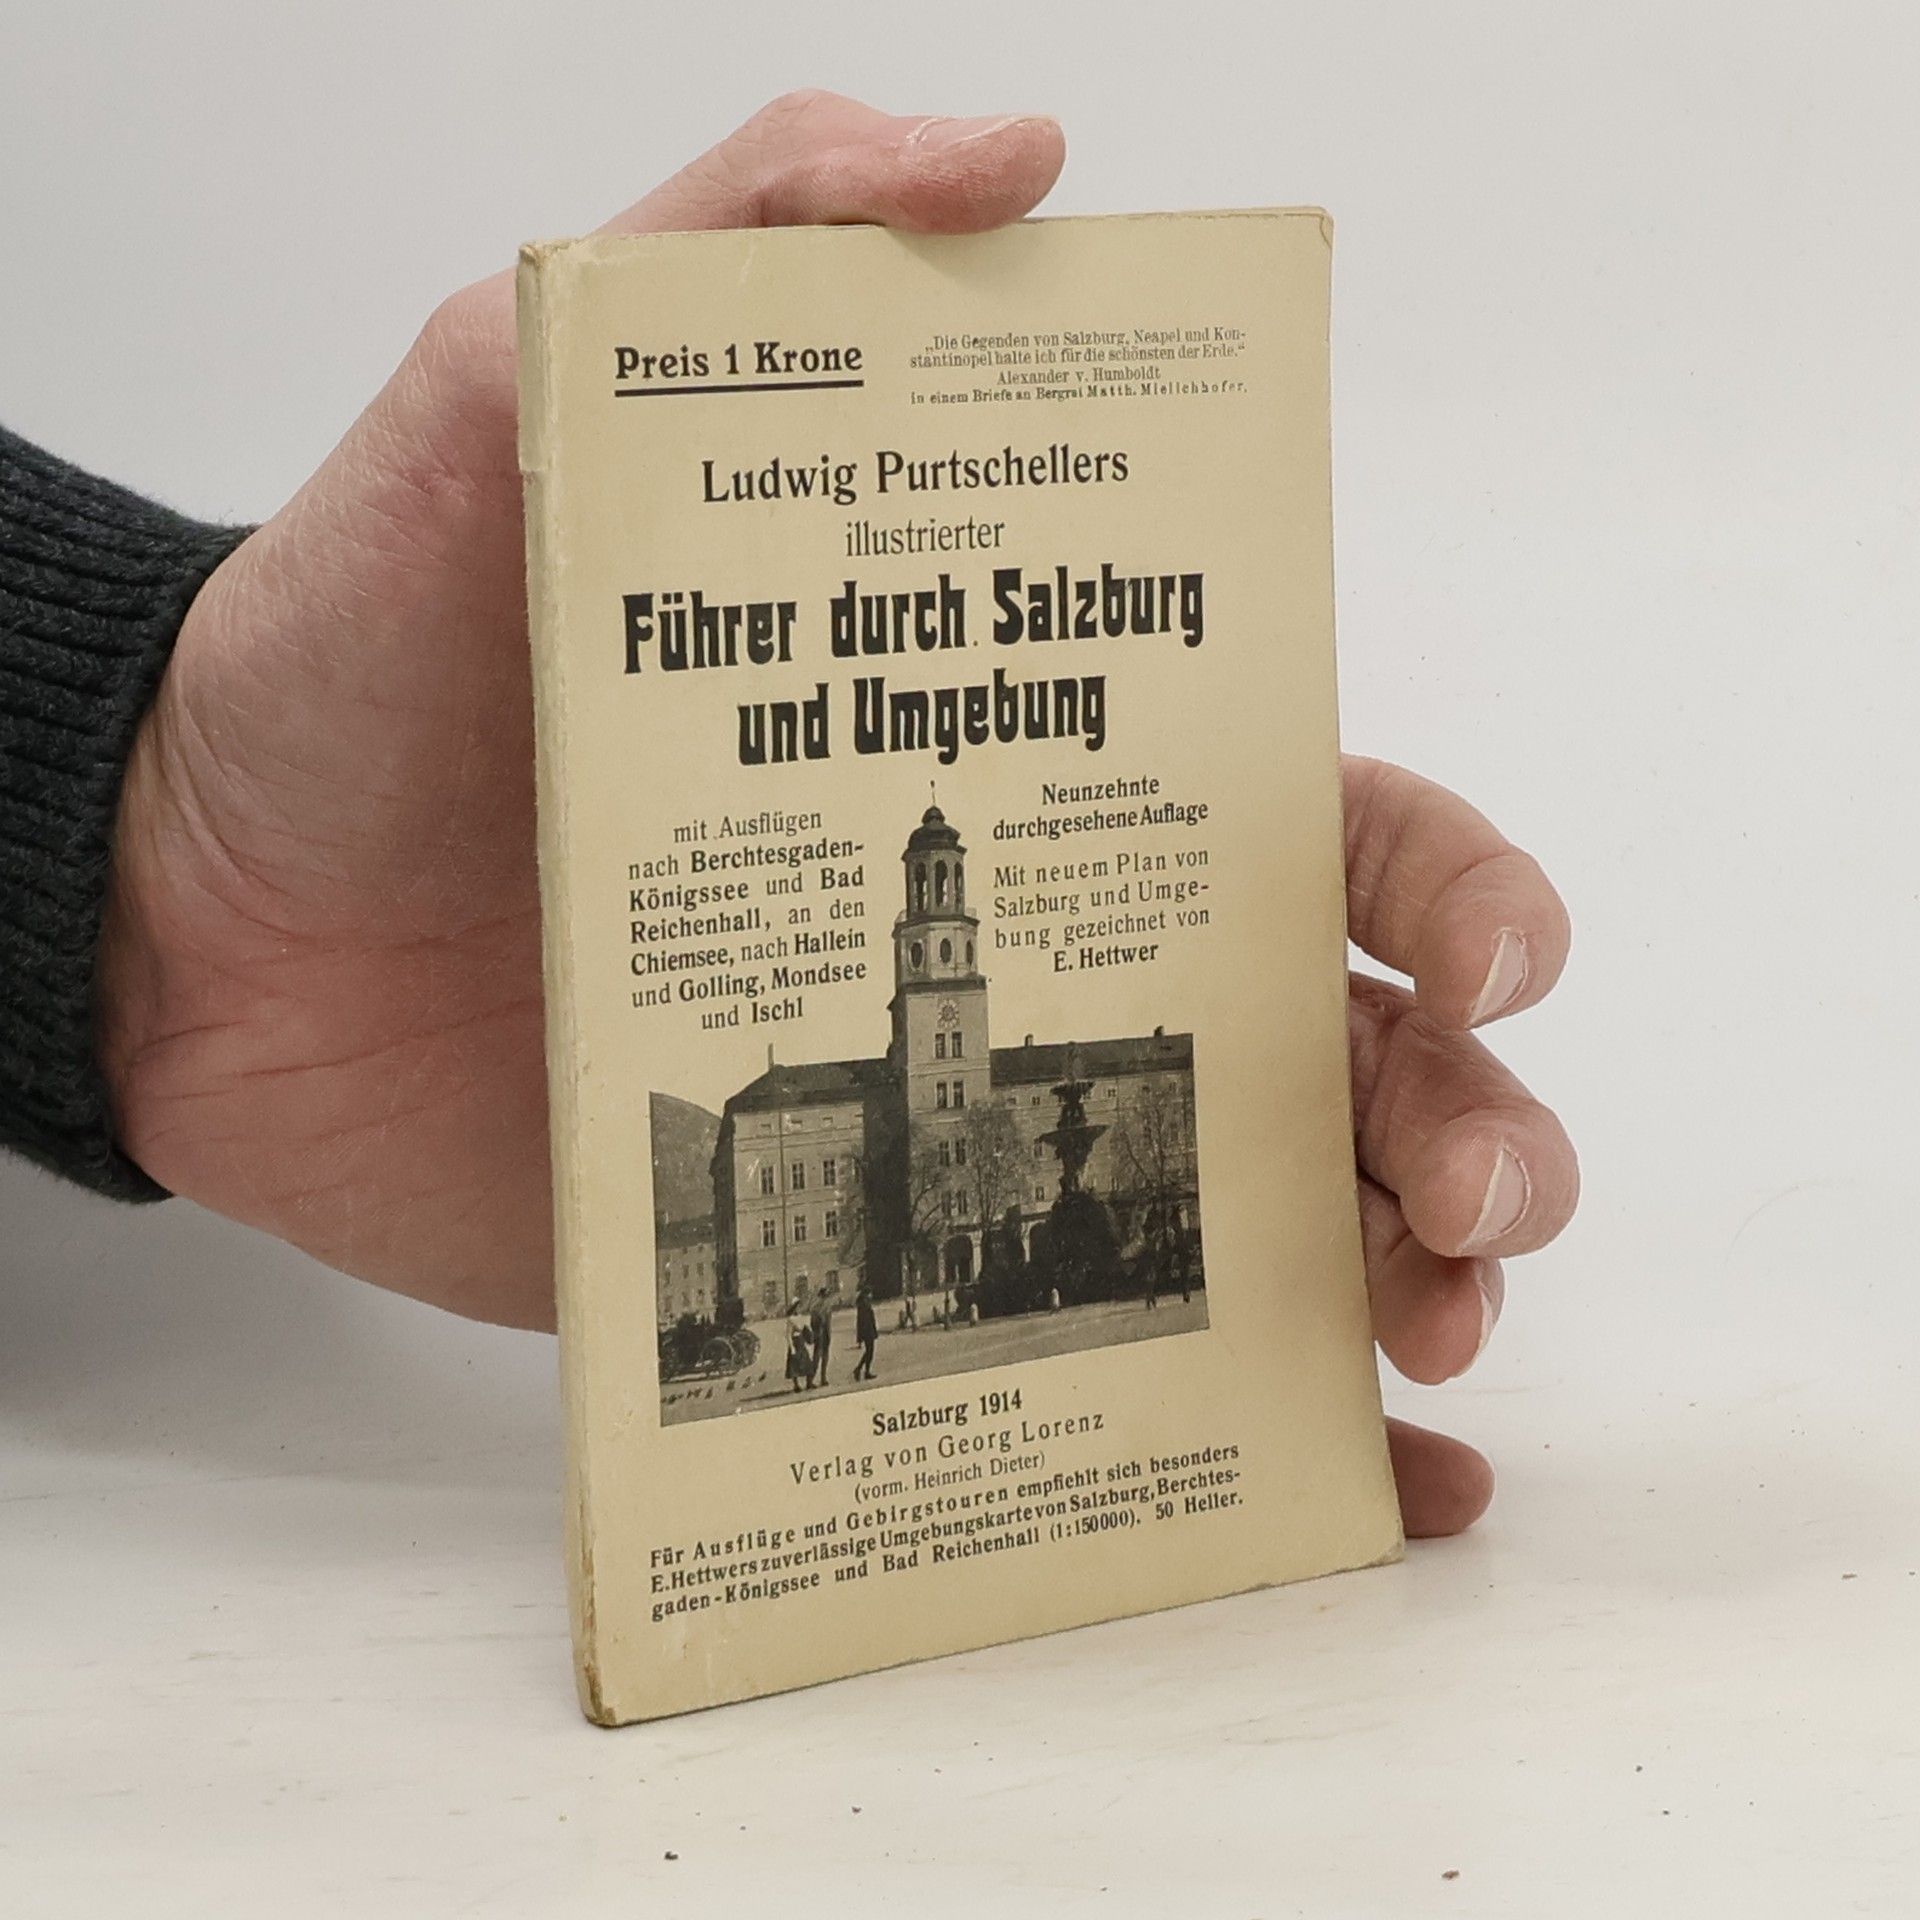 Preis 1 Krone
„Die Gegenden von Salzburg, Neapel und Kon-
stantinopel halte ich für die schönsten der Erde.“
Alexander v. Humboldt
in einem Briefe an Bergrat Matth. Mielichhofer.
Ludwig Purtschellers
illustrierter
Führer durch Salzburg
und Umgebung
mit Ausflügen
nach Berchtesgaden-
Königssee und Bad
Reichenhall, an den
Chiemsee, nach Hallein
und Golling, Mondsee
und Ischl
Neunzehnte
durchgesehene Auflage
Mit neuem Plan von
Salzburg und Umge-
bung gezeichnet von
E. Hettwer
Salzburg 1914
Verlag von Georg Lorenz
(vorm. Heinrich Dieter)
Für Ausflüge und Gebirgstouren empfiehlt sich besonders
E. Hettwers zuverlässige Umgebungskarte von Salzburg, Berchtes-
gaden-Königssee und Bad Reichenhall (1:150000). 50 Heller.